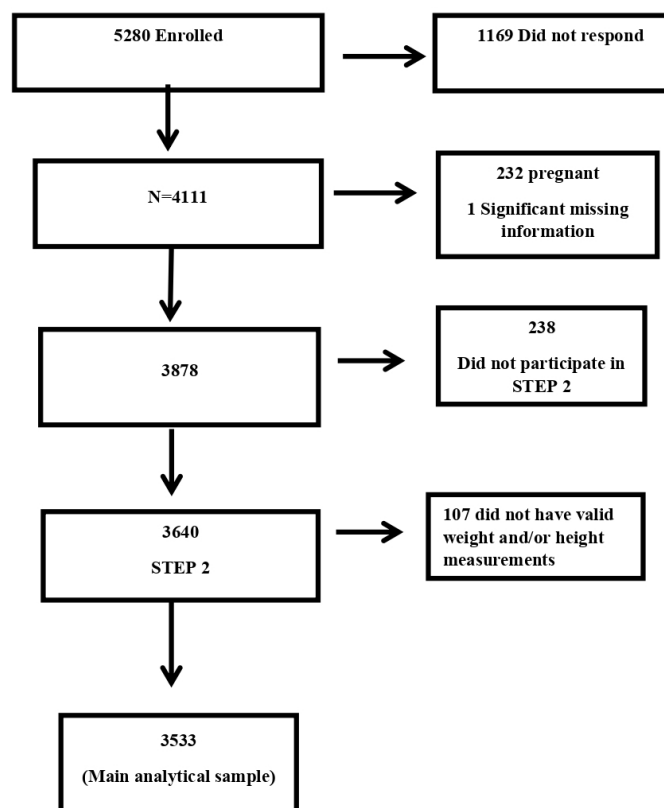 5280 Enrolled
1169 Did not respond
N=4111
232 pregnant
1 Significant missing
information
3878
238
Did not participate in
STEP 2
3640
STEP 2
107 did not have valid
weight and/or height
measurements
3533
(Main analytical sample)